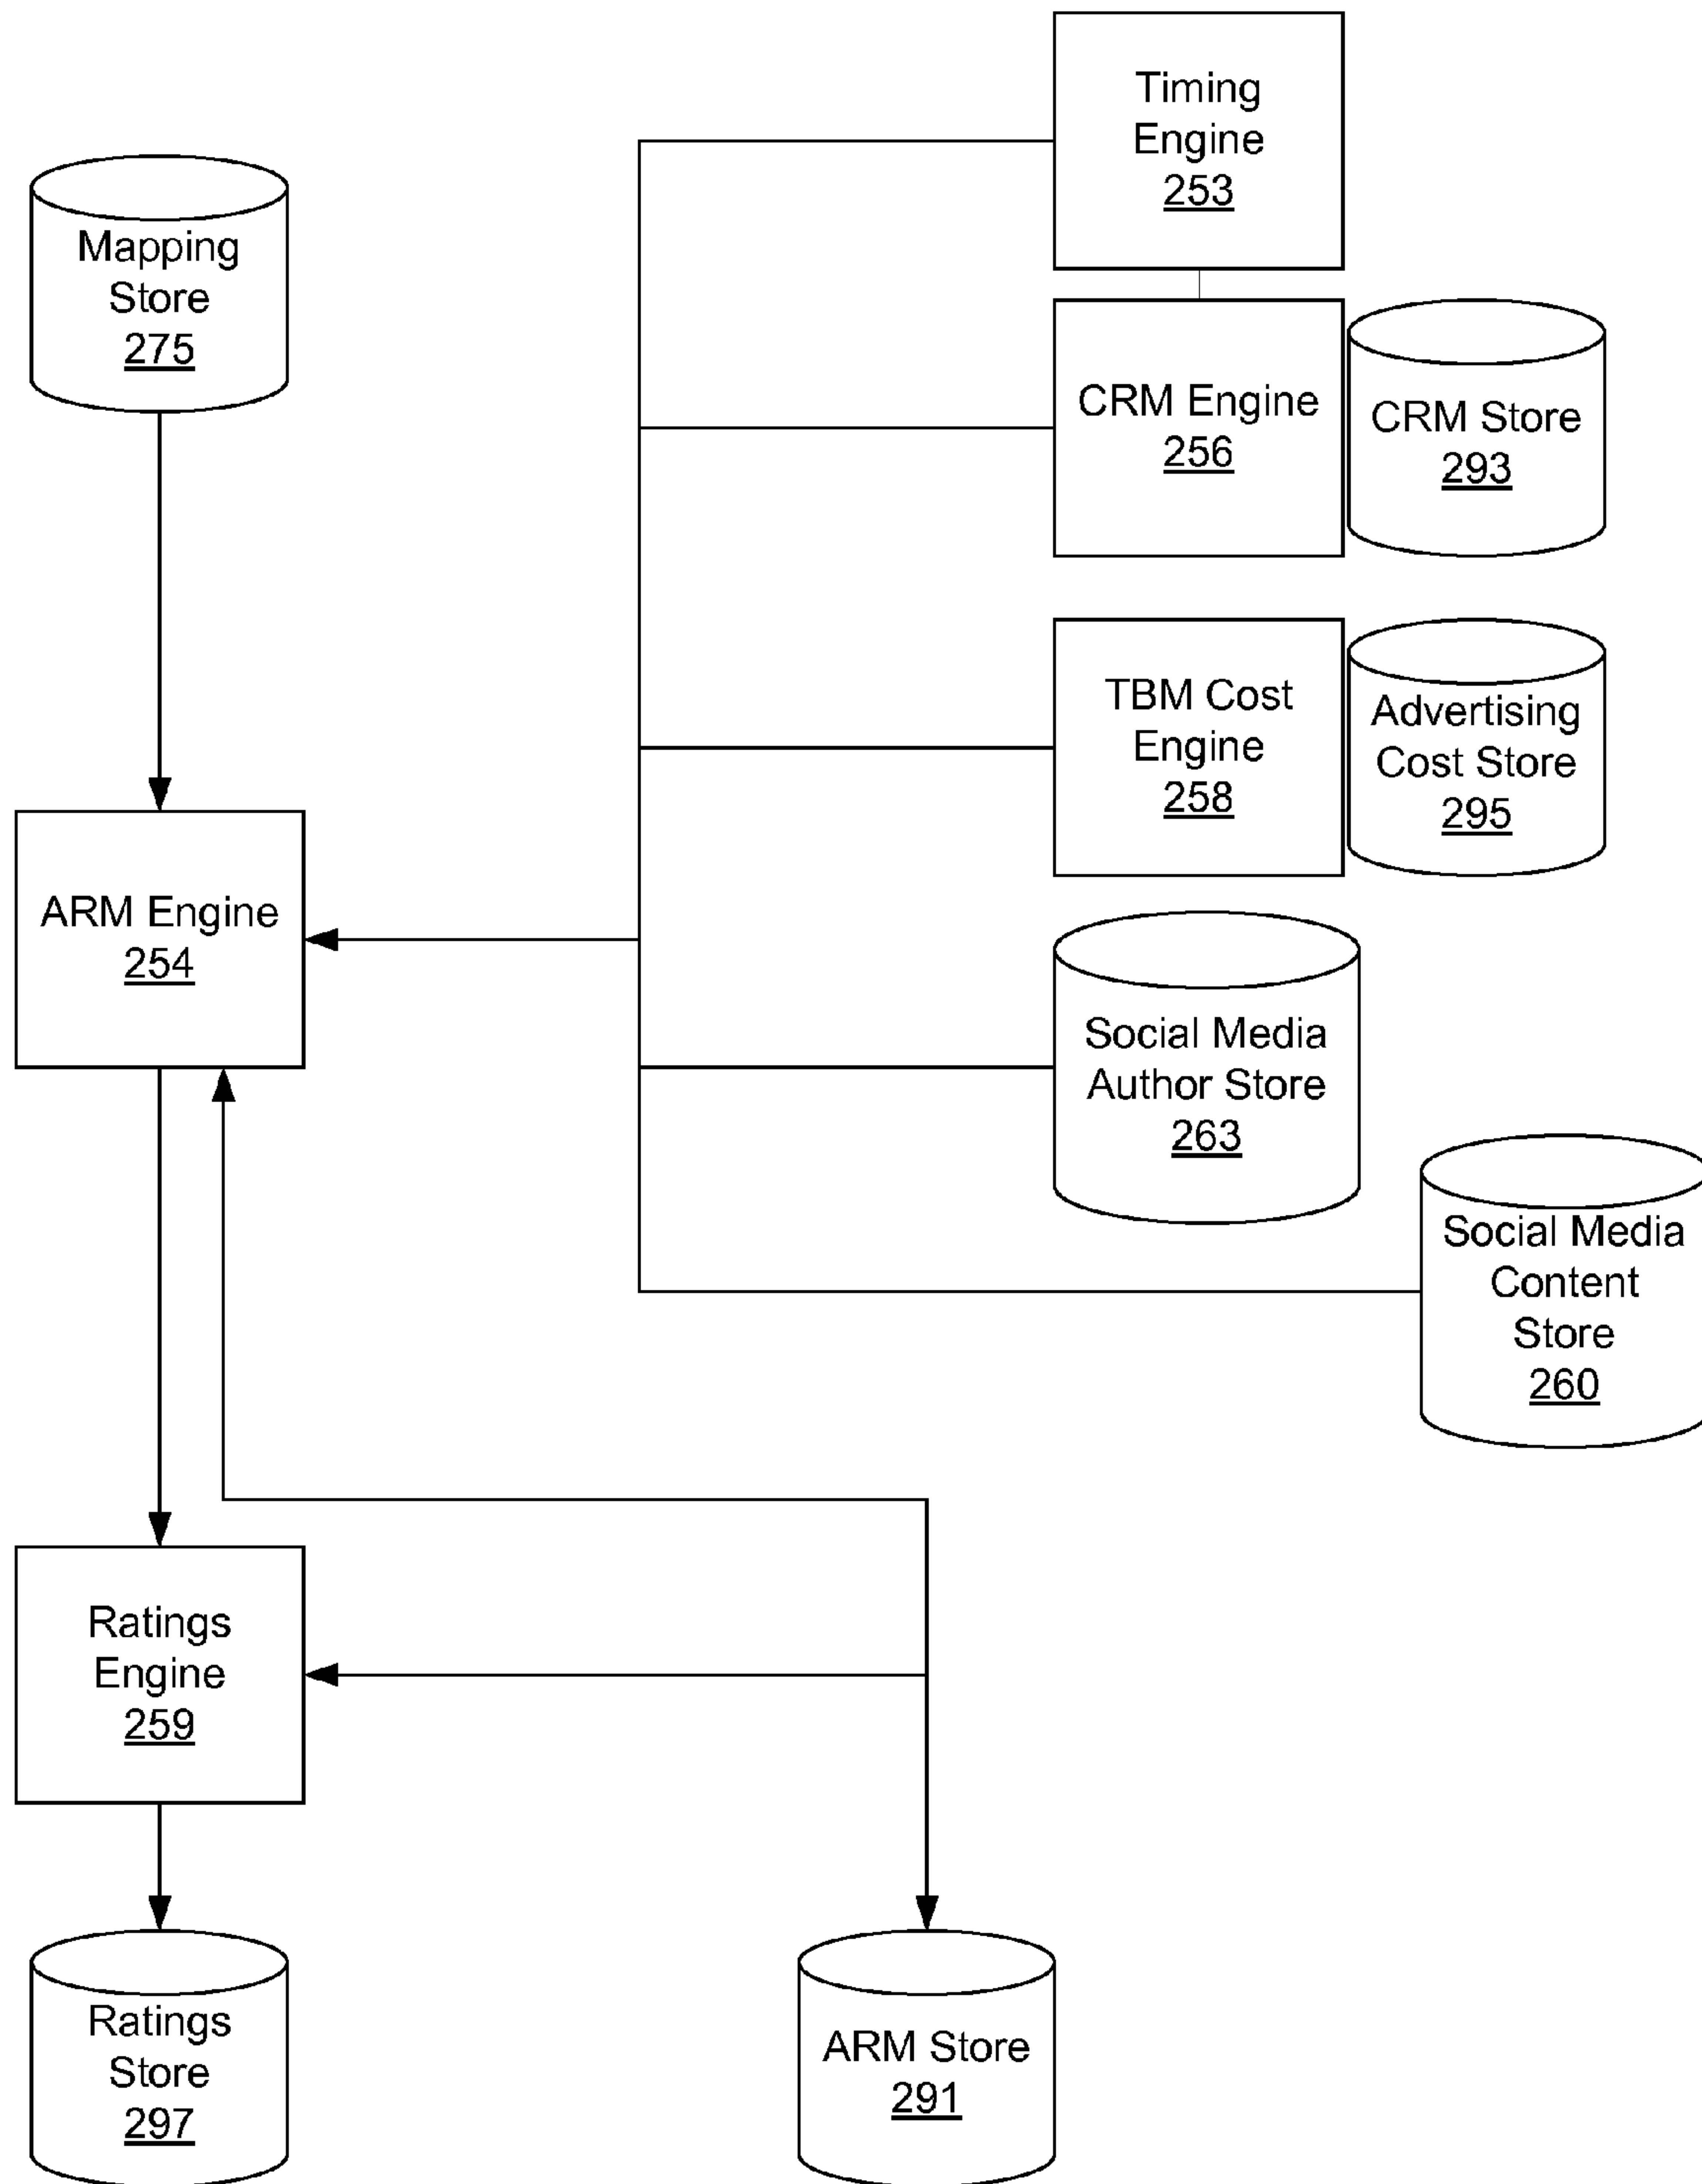 Timing
Engine
253
Mapping
Store
275
CRM Engine
256
CRM Store
293
TBM Cost
Engine
258
Advertising
Cost Store
295
ARM Engine
254
Social Media
Author Store
263
Social Media
Content
Store
260
Ratings
Engine
259
Ratings
Store
297
ARM Store
291